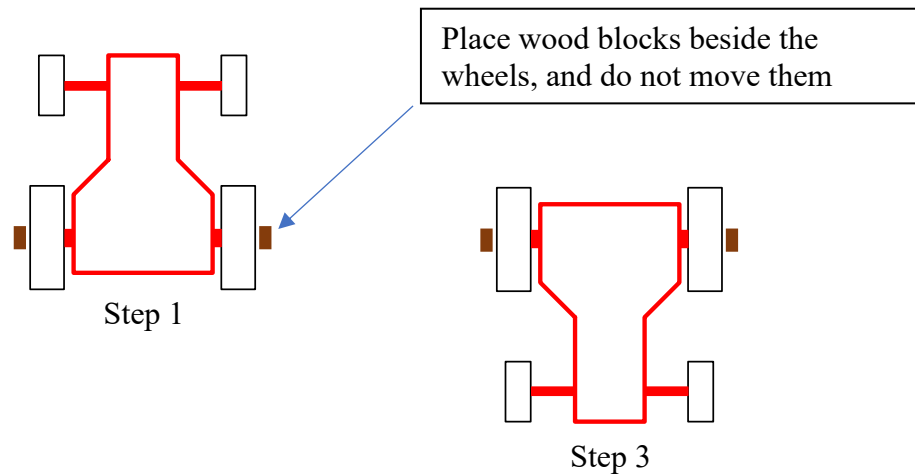 Place wood blocks beside the
wheels, and do not move them
Step 1
Step 3